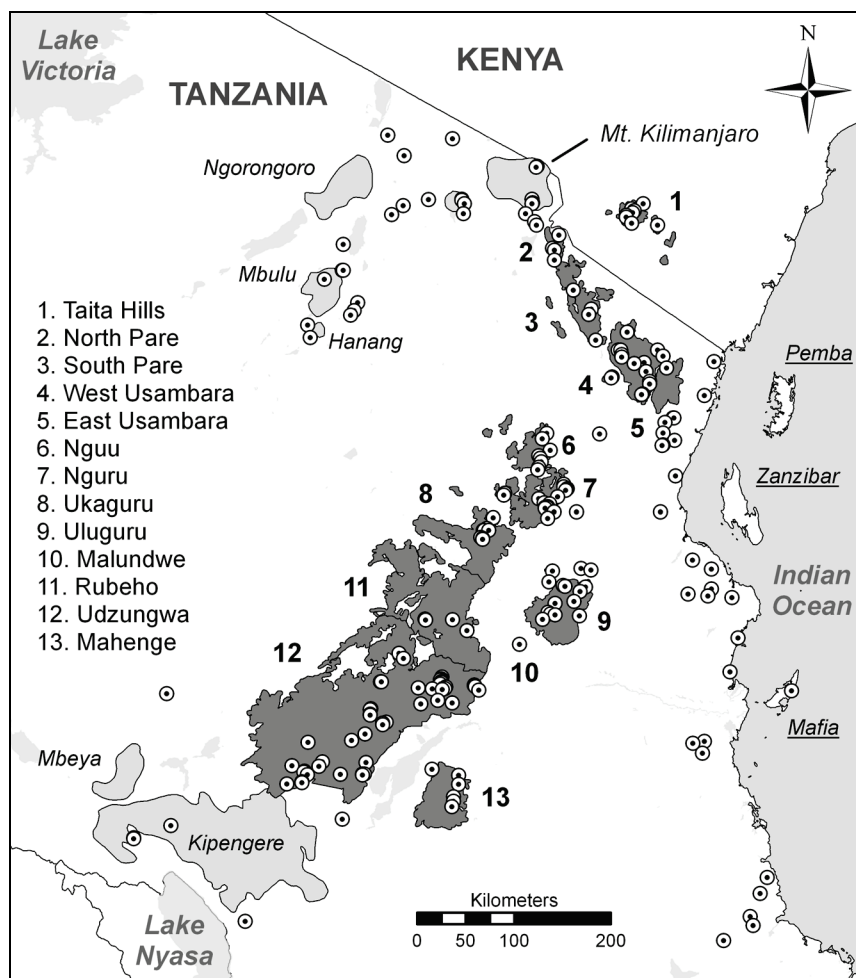 Lake
Victoria
KENYA
N
TANZANIA
Mt. Kilimanjaro
Ngorongoro
1
2
Mbulu
3
Hanang
1. Taita Hills
2. North Pare
3. South Pare
4. West Usambara
5. East Usambara
6. Nguu
7. Nguru
8. Ukaguru
9. Uluguru
10. Malundwe
11. Rubeho
12. Udzungwa
13. Mahenge
Pemba
4
5
6
Zanzibar
7
8
Indian
Ocean
11
9
12
10
Mafia
Mbeya
13
Kipengere
Kilometers
0 50 100 200
Lake
Nyasa